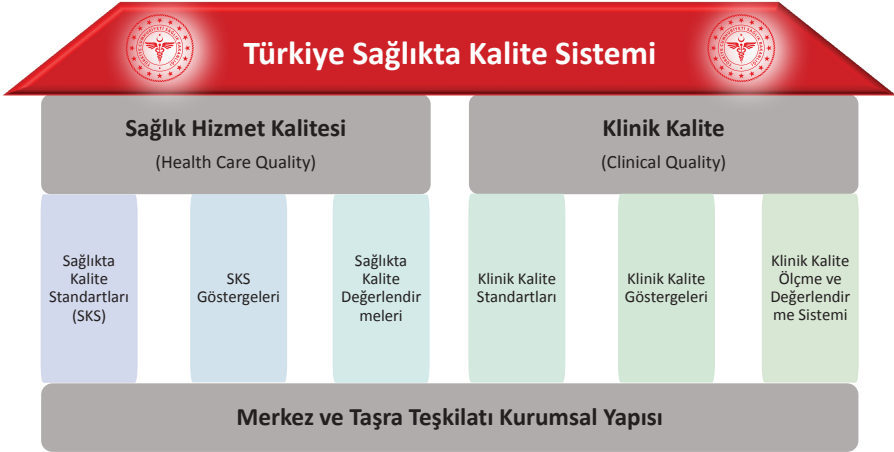 Türkiye Sağlıkta Kalite Sistemi
Sağlık Hizmet Kalitesi
(Health Care Quality)
Klinik Kalite
(Clinical Quality)
Sağlıkta
Kalite
Standartları
(SKS)
SKS
Göstergeleri
Sağlıkta
Kalite
Değerlendir
meleri
Klinik Kalite
Standartları
Klinik Kalite
Göstergeleri
Klinik Kalite
Ölçme ve
Değerlendir
me Sistemi
Merkez ve Taşra Teşkilatı Kurumsal Yapısı